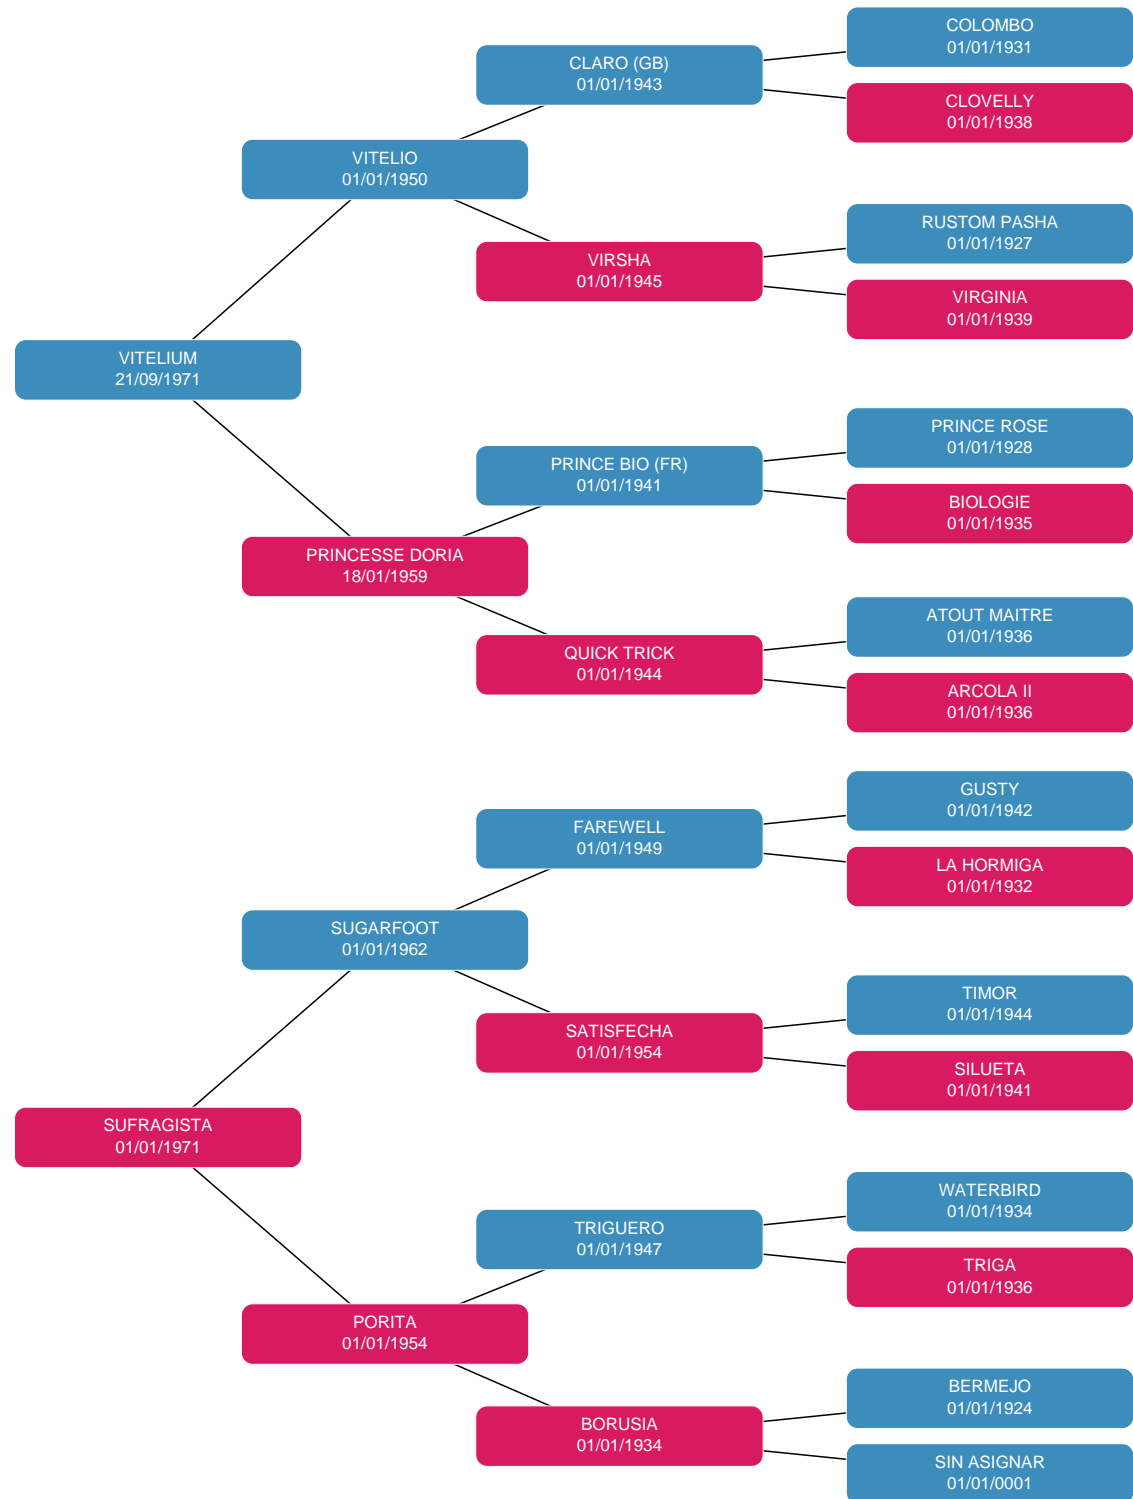 COLOMBO
01/01/1931
CLARO (GB)
01/01/1943
CLOVELLY
01/01/1938
VITELIO
01/01/1950
RUSTOM PASHA
01/01/1927
VIRSHA
01/01/1945
VIRGINIA
01/01/1939
VITELIUM
21/09/1971
PRINCE ROSE
01/01/1928
PRINCE BIO (FR)
01/01/1941
BIOLOGIE
01/01/1935
PRINCESSE DORIA
18/01/1959
ATOUT MAITRE
01/01/1936
QUICK TRICK
01/01/1944
ARCOLA II
01/01/1936
GUSTY
01/01/1942
FAREWELL
01/01/1949
LA HORMIGA
01/01/1932
SUGARFOOT
01/01/1962
TIMOR
01/01/1944
SATISFECHA
01/01/1954
SILUETA
01/01/1941
SUFRAGISTA
01/01/1971
WATERBIRD
01/01/1934
TRIGUERO
01/01/1947
TRIGA
01/01/1936
PORITA
01/01/1954
BERMEJO
01/01/1924
BORUSIA
01/01/1934
SIN ASIGNAR
01/01/0001